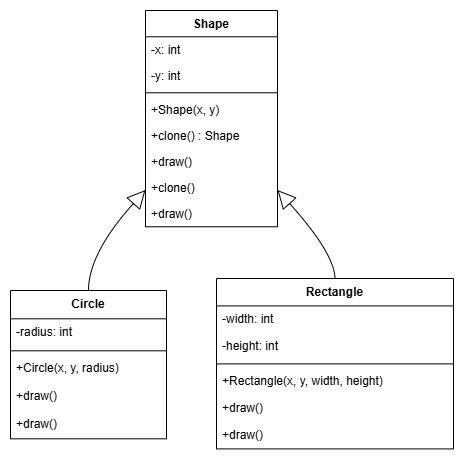 Shape
-x: int
-y: int
+Shape(x, y)
+clone() : Shape
+draw()
+clone()
+draw()
Circle
-radius: int
+Circle(x, y, radius)
+draw()
+draw()
Rectangle
-width: int
-height: int
+Rectangle(x, y, width, height)
+draw()
+draw()